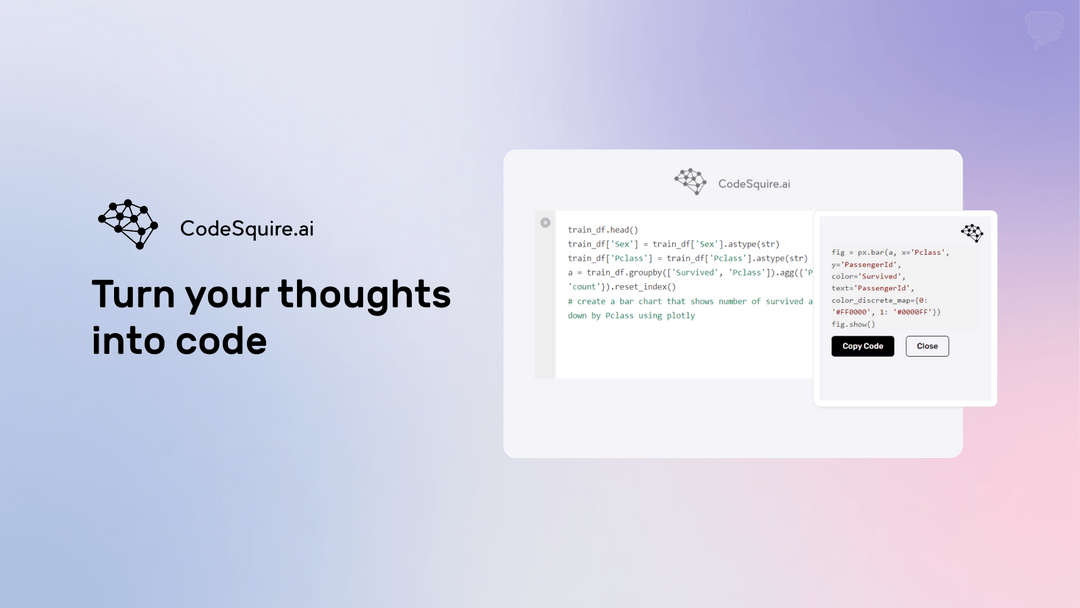 CodeSquire.ai
Turn your thoughts
into code
CodeSquire.ai
train_df.head()
train_df['Sex'] = train_df['Sex'].astype(str)
train_df['Pclass'] = train_df['Pclass'].astype(str)
a = train_df.groupby(['Survived', 'Pclass']).agg({'P
'count'}).reset_index()
# create a bar chart that shows number of survived a
down by Pclass using plotly
fig = px.bar(a, x='Pclass',
y='PassengerId',
color='Survived',
text='PassengerId',
color_discrete_map={0:
'#FF0000', 1: '#0000FF'})
fig.show()
Copy Code
Close